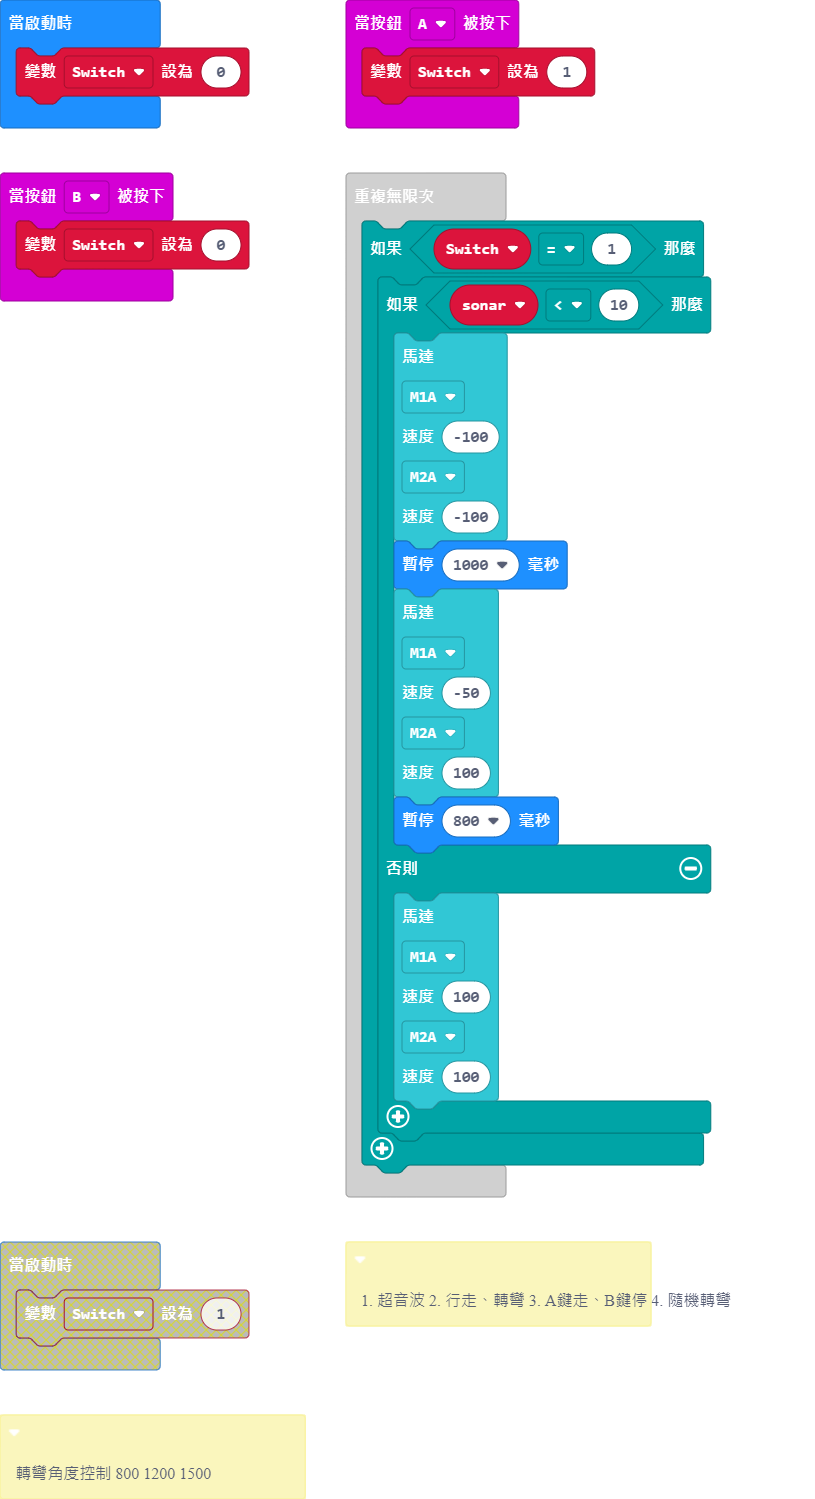 當啟動時
變數 Switch 設為 0
當按鈕 A 被按下
變數 Switch 設為 1
當按鈕 B 被按下
變數 Switch 設為 0
重複無限次
如果 Switch = 1 那麼
如果 sonar < 10 那麼
馬達
M1A
速度 -100
M2A
速度 -100
暫停 1000 毫秒
馬達
M1A
速度 -50
M2A
速度 100
暫停 800 毫秒
否則
馬達
M1A
速度 100
M2A
速度 100
當啟動時
變數 Switch 設為 1
1. 超音波 2. 行走、轉彎 3. A鍵走、B鍵停 4. 隨機轉彎
轉彎角度控制 800 1200 1500